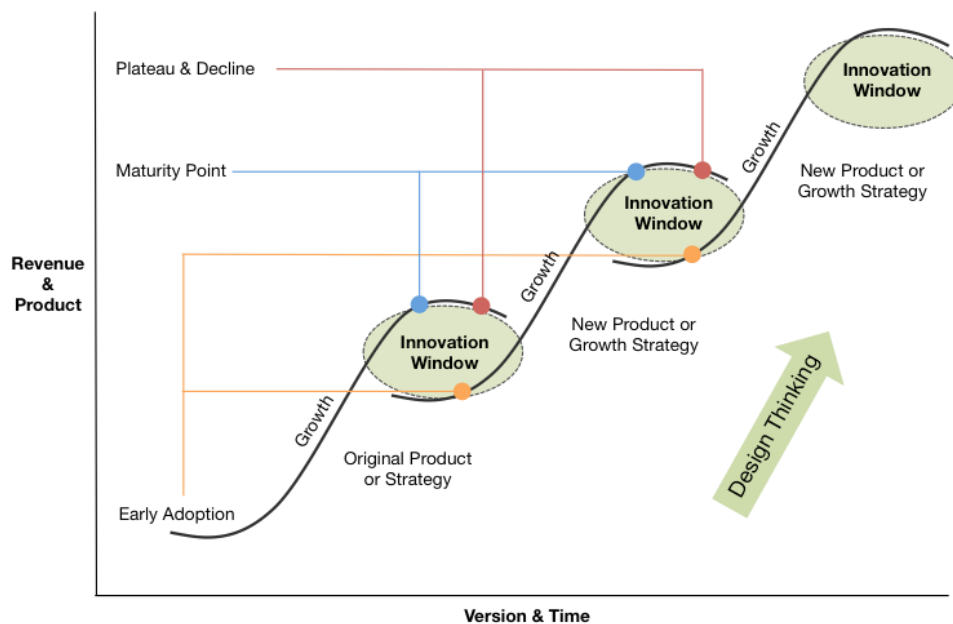 Plateau & Decline
Maturity Point
Revenue
&
Product
Early Adoption
Growth
Original Product
or Strategy
Innovation
Window
Growth
New Product or
Growth Strategy
Innovation
Window
Growth
New Product or
Growth Strategy
Innovation
Window
Design Thinking
Version & Time